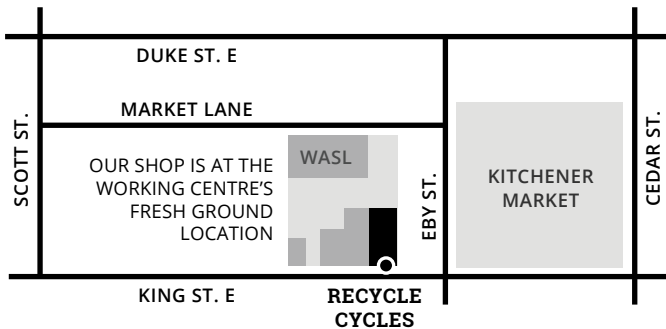 DUKE ST. E
MARKET LANE
SCOTT ST.
OUR SHOP IS AT THE
WORKING CENTRE'S
FRESH GROUND
LOCATION
WASL
EBY ST.
KITCHENER
MARKET
CEDAR ST.
KING ST. E
RECYCLE
CYCLES